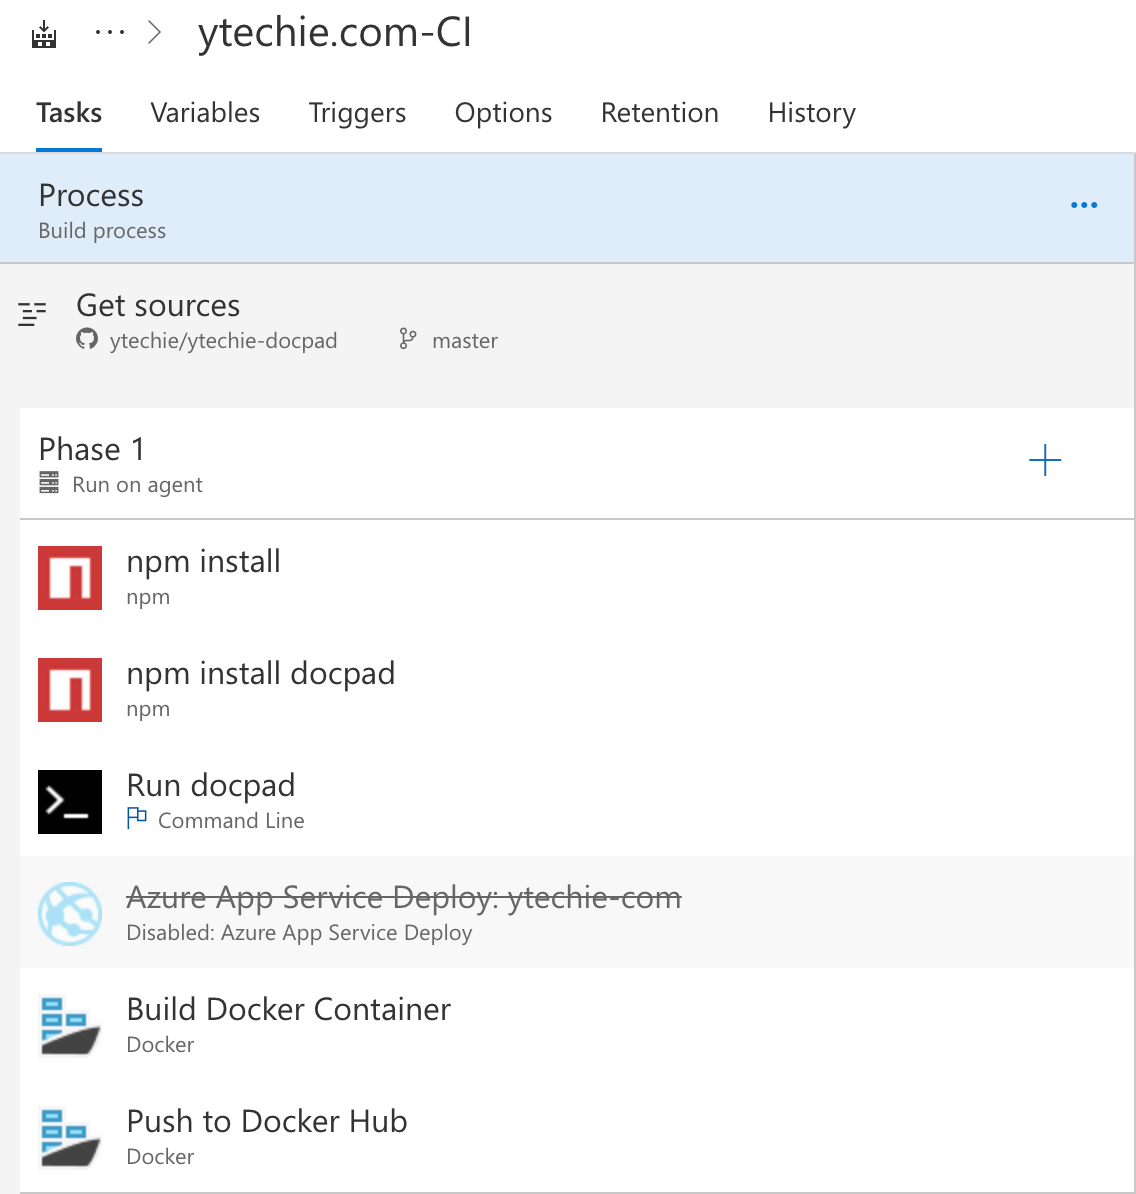 ... > ytechie.com-CI
Tasks Variables Triggers Options Retention History
Process
...
Build process
Get sources
ytechie/ytechie-docpad master
Phase 1
Run on agent
npm install
npm
npm install docpad
npm
Run docpad
Command Line
Azure App Service Deploy: ytechie-com
Disabled: Azure App Service Deploy
Build Docker Container
Docker
Push to Docker Hub
Docker